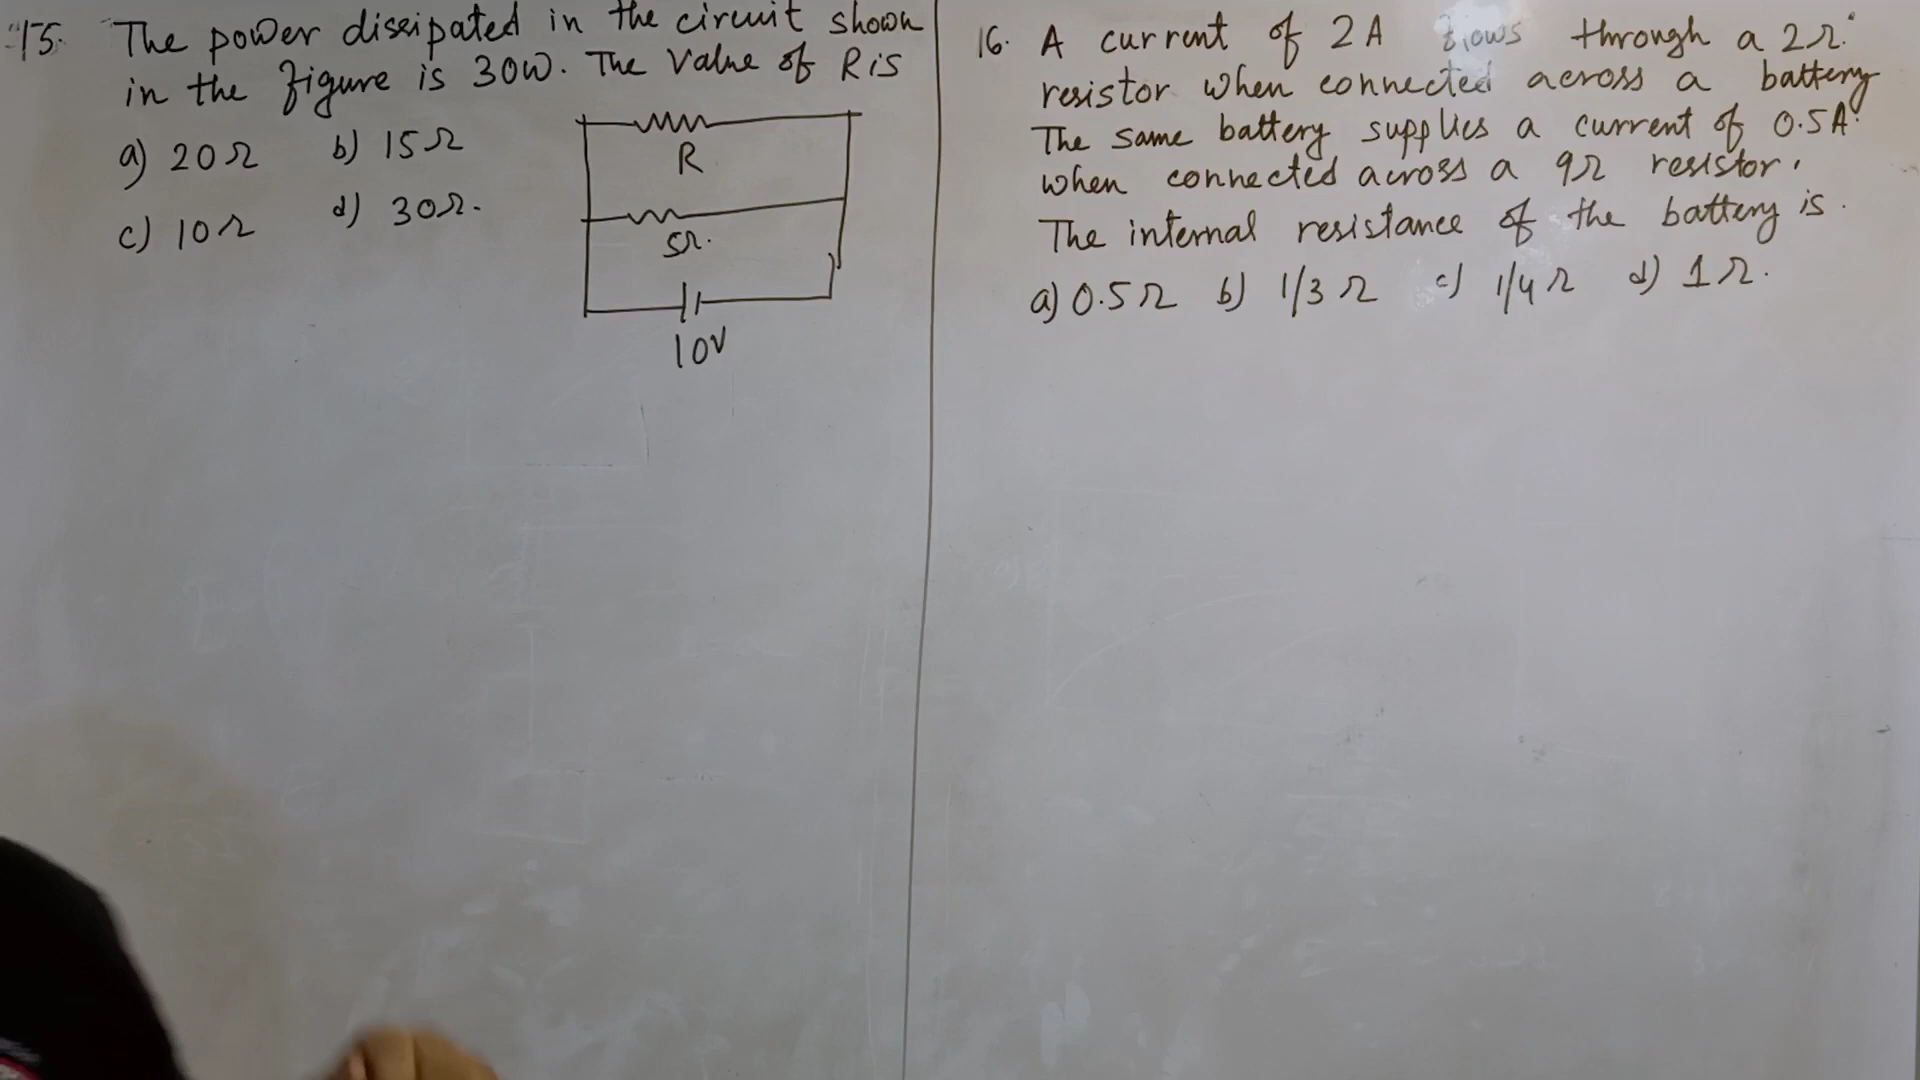 15. The power dissipated in the circuit shown
in the figure is 30W. The Value of R is
a) 20Ω b) 15Ω
c) 10Ω d) 30Ω.
R
5Ω.
10V
16. A current of 2A flows through a 2Ω
resistor when connected across a battery
The same battery supplies a current of 0.5A
when connected across a 9Ω resistor.
The internal resistance of the battery is.
a) 0.5Ω b) 1/3 Ω c) 1/4 Ω d) 1Ω.